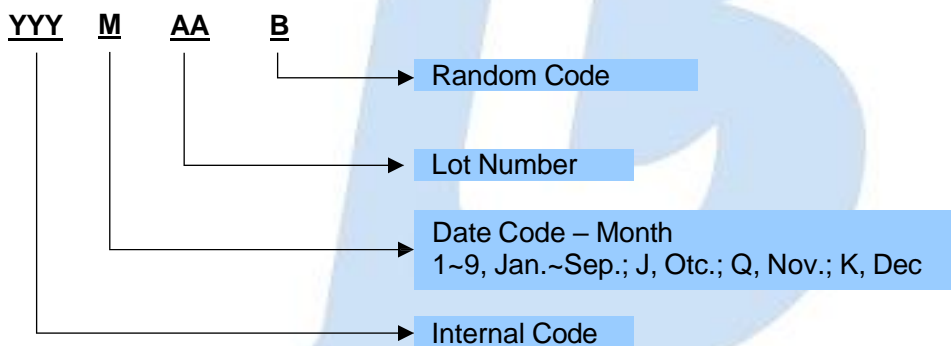 YYY M AA B
Random Code
Lot Number
Date Code – Month
1~9, Jan.~Sep.; J, Otc.; Q, Nov.; K, Dec
Internal Code